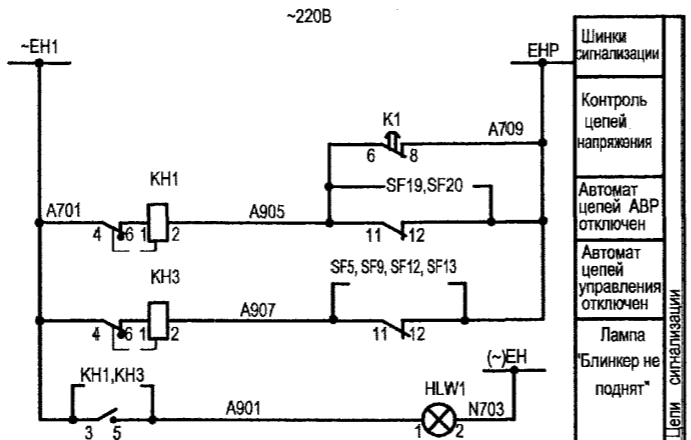 ~220В
~EH1
EHP
Шинки
сигнализации
K1
A709
6 8
Контроль
цепей
напряжения
KH1
SF19,SF20
A701
A905
4 6 1 2
11 12
Автомат
цепей АВР
отключен
KH3
SF5, SF9, SF12, SF13
A907
4 6 1 2
11 12
Автомат
цепей
управления
отключен
KH1,KH3
(~)EH
HLW1
A901
N703
3 5
1 2
Лампа
"Блинкер не
поднят"
Цепи сигнализации